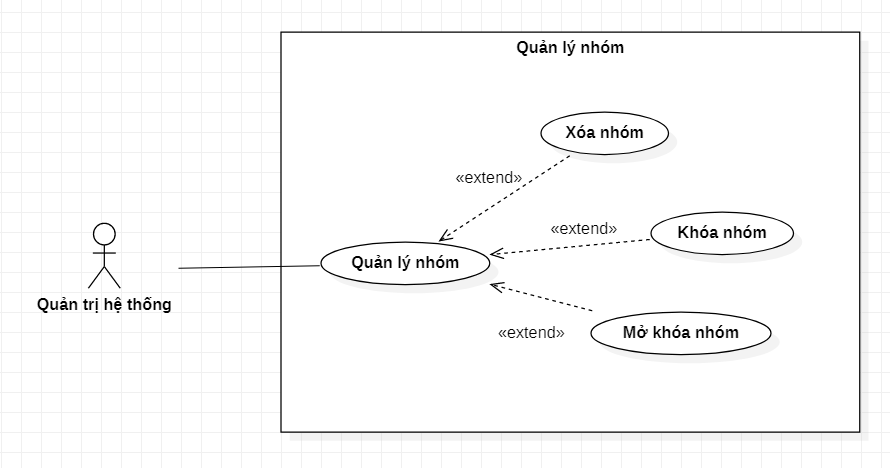 Quản lý nhóm
Xóa nhóm
«extend»
«extend»
Khóa nhóm
Quản lý nhóm
Quản trị hệ thống
«extend»
Mở khóa nhóm